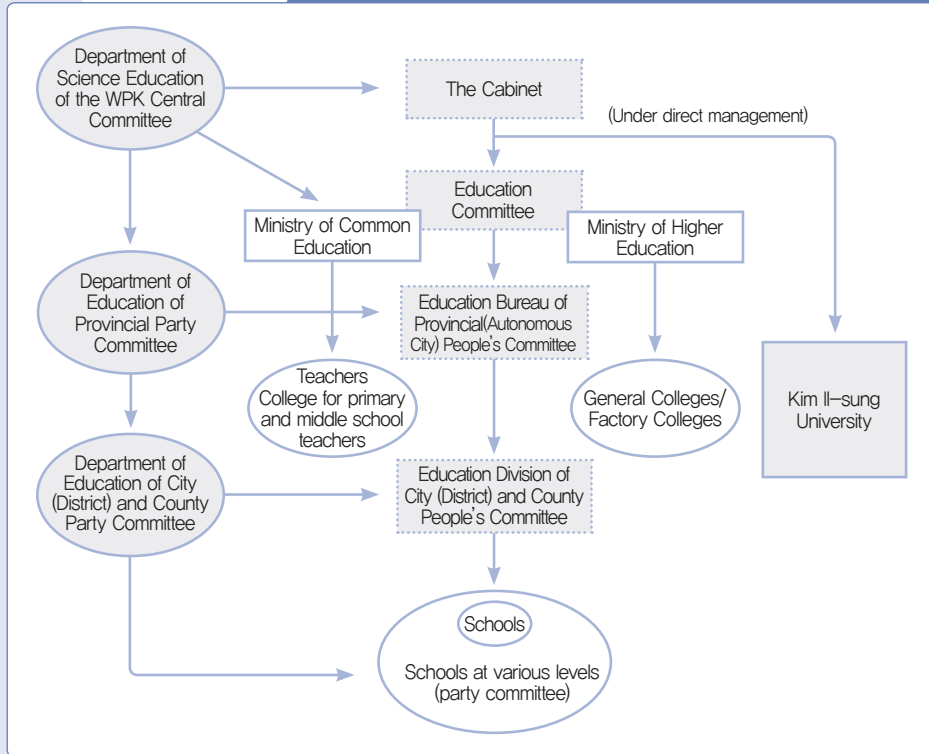 Department of
Science Education
of the WPK Central
Committee
The Cabinet
(Under direct management)
Education
Committee
Ministry of Common
Education
Ministry of Higher
Education
Department of
Education of
Provincial Party
Committee
Education Bureau of
Provincial(Autonomous
City) People's Committee
Teachers
College for primary
and middle school
teachers
General Colleges/
Factory Colleges
Kim Il-sung
University
Department of
Education of City
(District) and County
Party Committee
Education Division of
City (District) and County
People's Committee
Schools
Schools at various levels
(party committee)